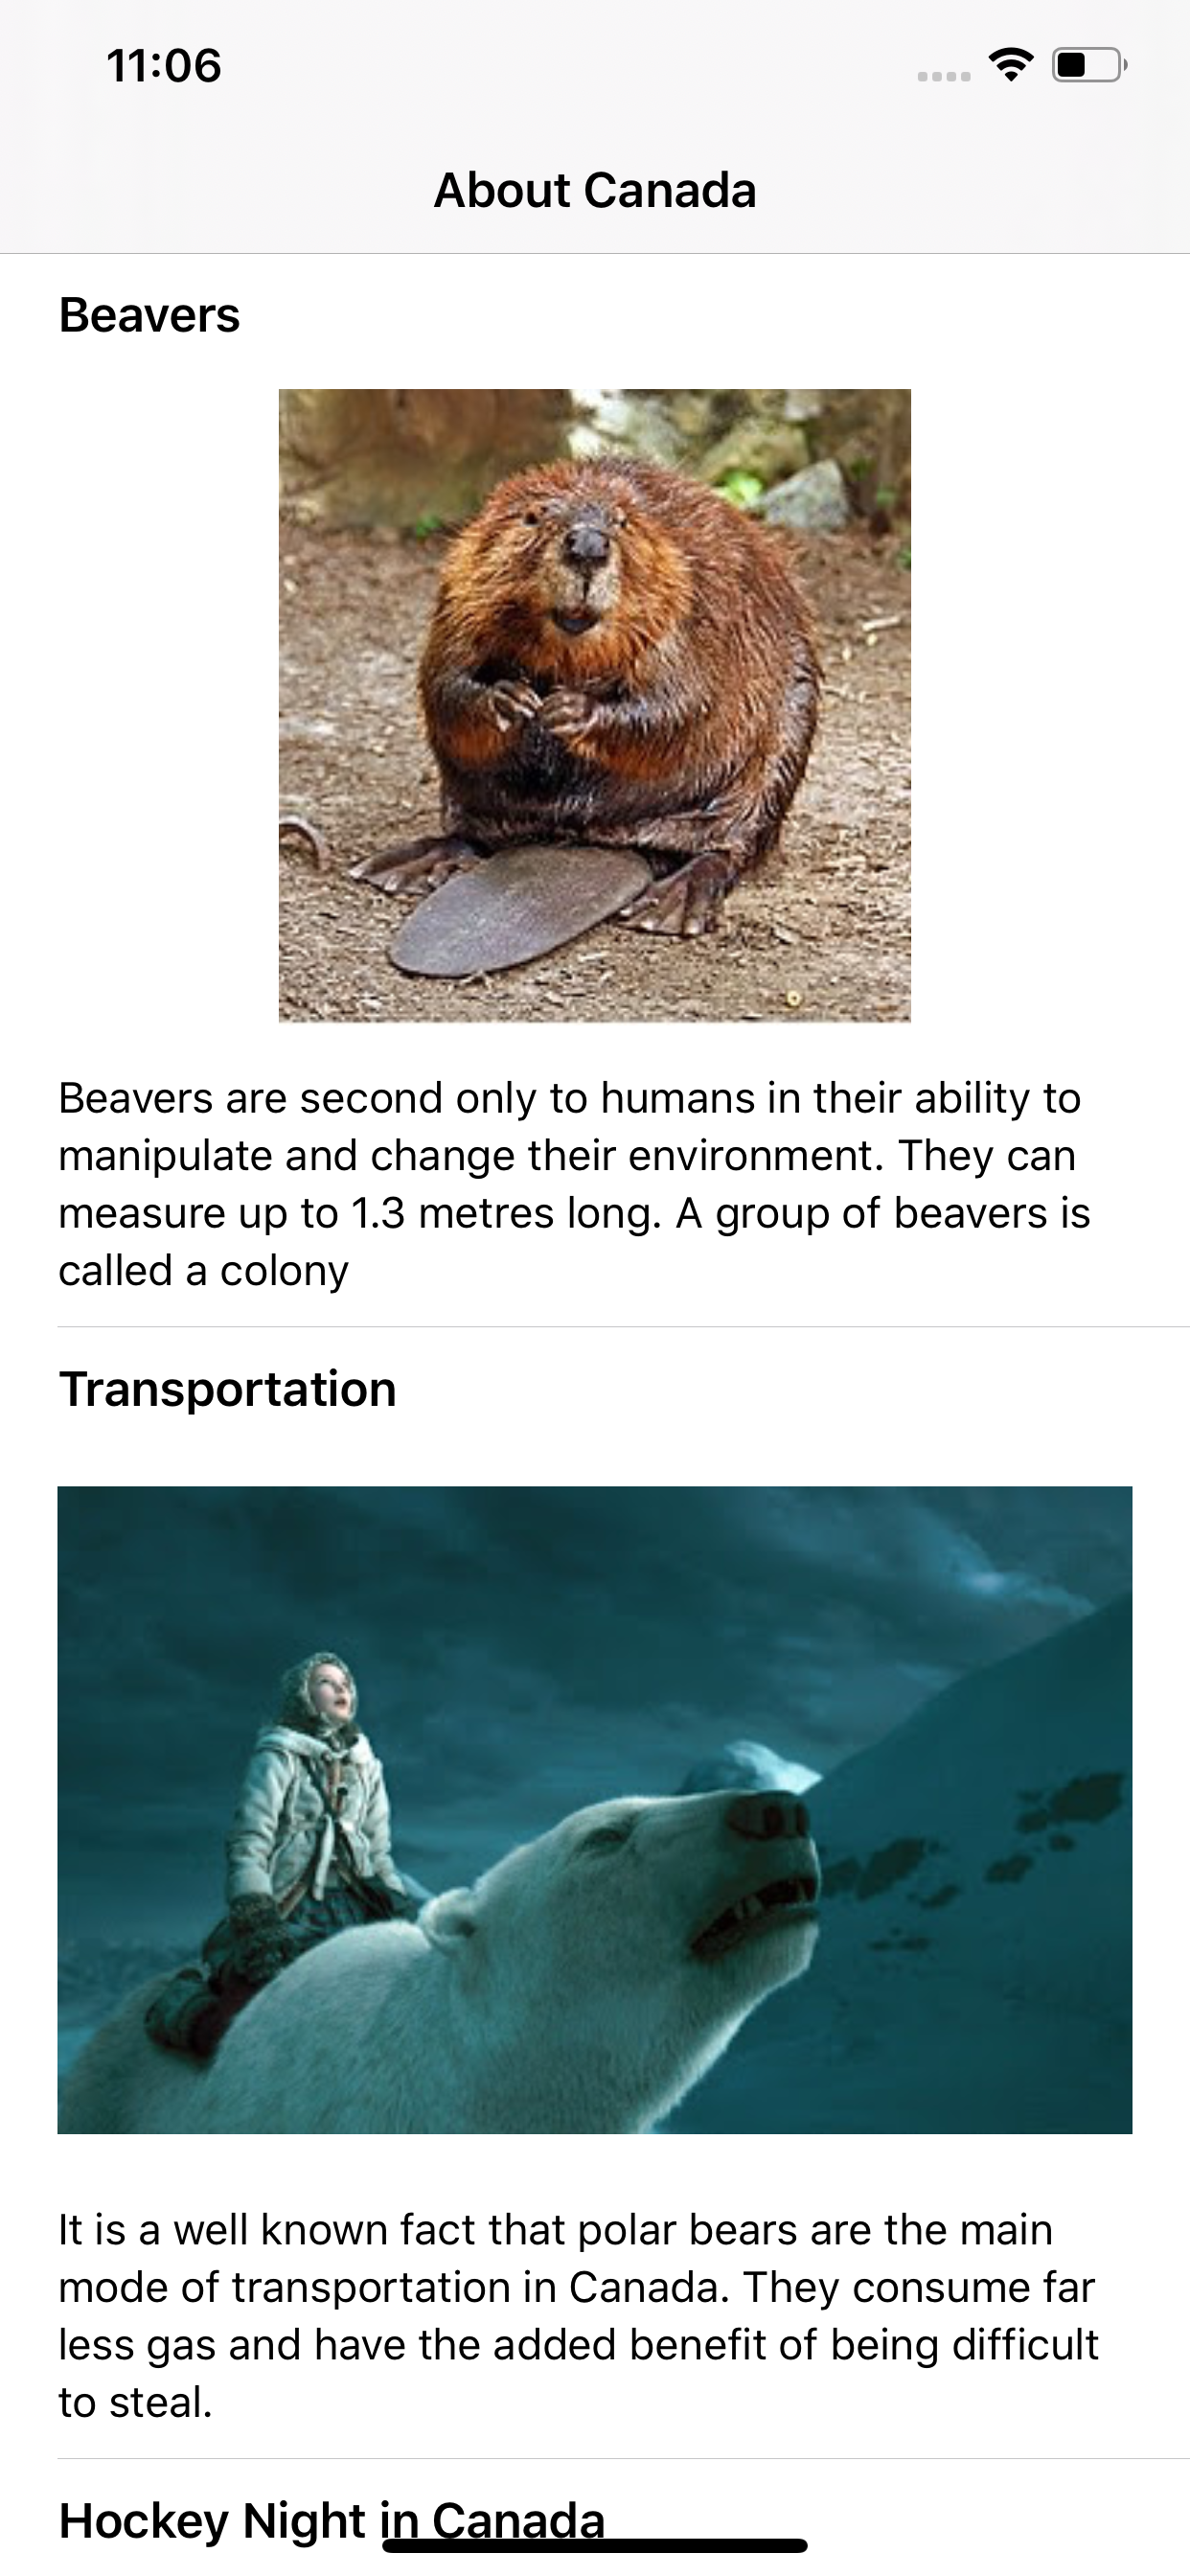 11:06
About Canada
Beavers
Beavers are second only to humans in their ability to
manipulate and change their environment. They can
measure up to 1.3 metres long. A group of beavers is
called a colony
Transportation
It is a well known fact that polar bears are the main
mode of transportation in Canada. They consume far
less gas and have the added benefit of being difficult
to steal.
Hockey Night in Canada